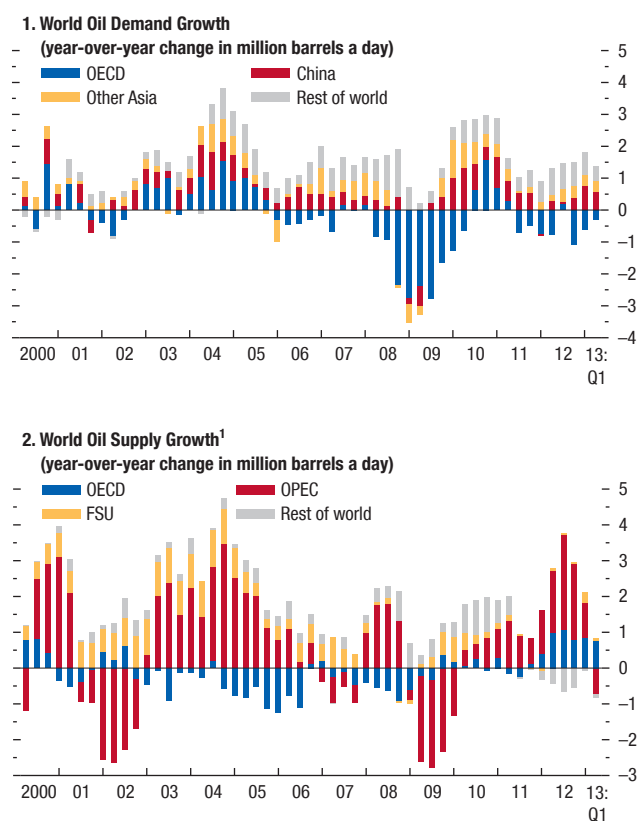 1. World Oil Demand Growth
(year-over-year change in million barrels a day)
OECD China
Other Asia Rest of world
5
4
3
2
1
0
−1
−2
−3
−4
2000 01 02 03 04 05 06 07 08 09 10 11 12 13:
Q1
2. World Oil Supply Growth¹
(year-over-year change in million barrels a day)
OECD OPEC
FSU Rest of world
5
4
3
2
1
0
−1
−2
−3
2000 01 02 03 04 05 06 07 08 09 10 11 12 13:
Q1